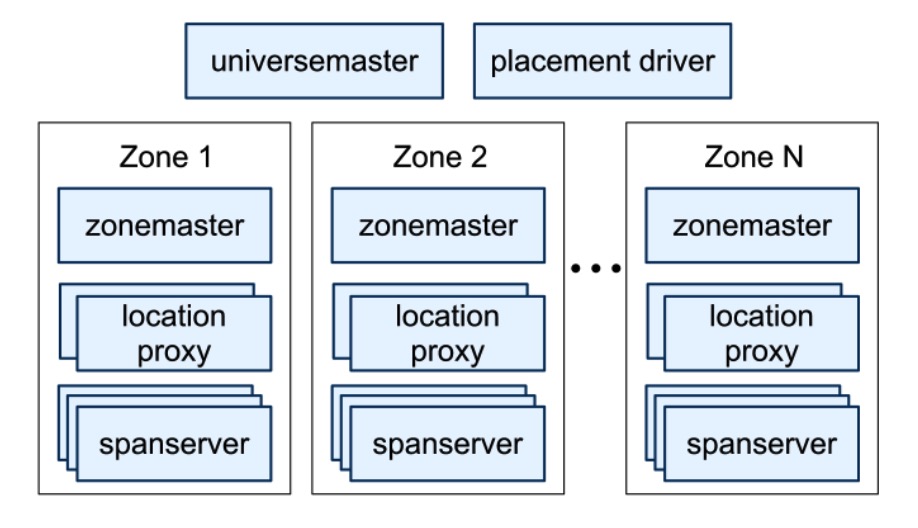 universemaster
placement driver
Zone 1
zonemaster
location
proxy
spanserver
Zone 2
zonemaster
location
proxy
spanserver
...
Zone N
zonemaster
location
proxy
spanserver